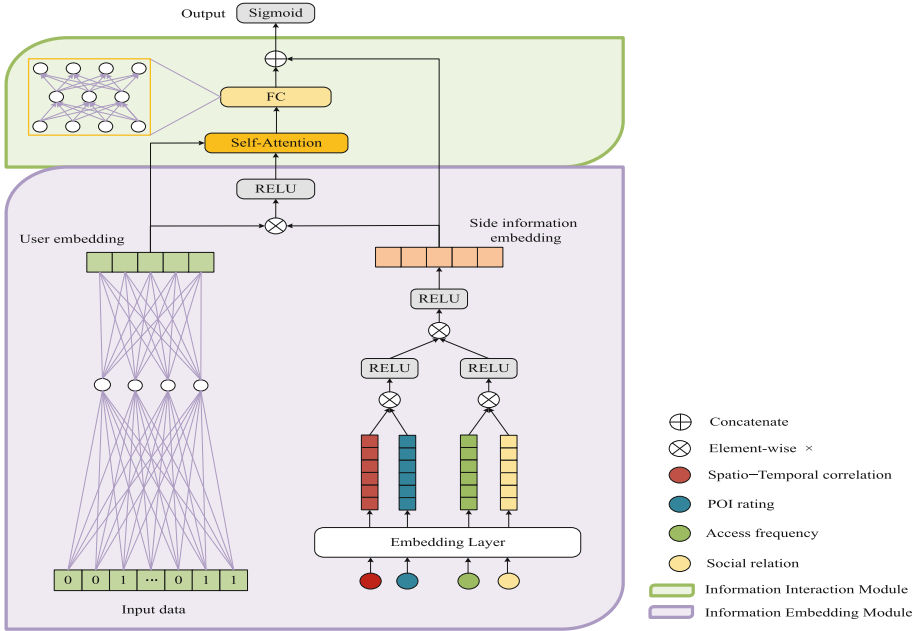 Output
Sigmoid
FC
Self-Attention
RELU
User embedding
Side information
embedding
RELU
RELU
RELU
Embedding Layer
0 0 1 ... 0 1 1
Input data
Concatenate
Element-wise ×
Spatio-Temporal correlation
POI rating
Access frequency
Social relation
Information Interaction Module
Information Embedding Module